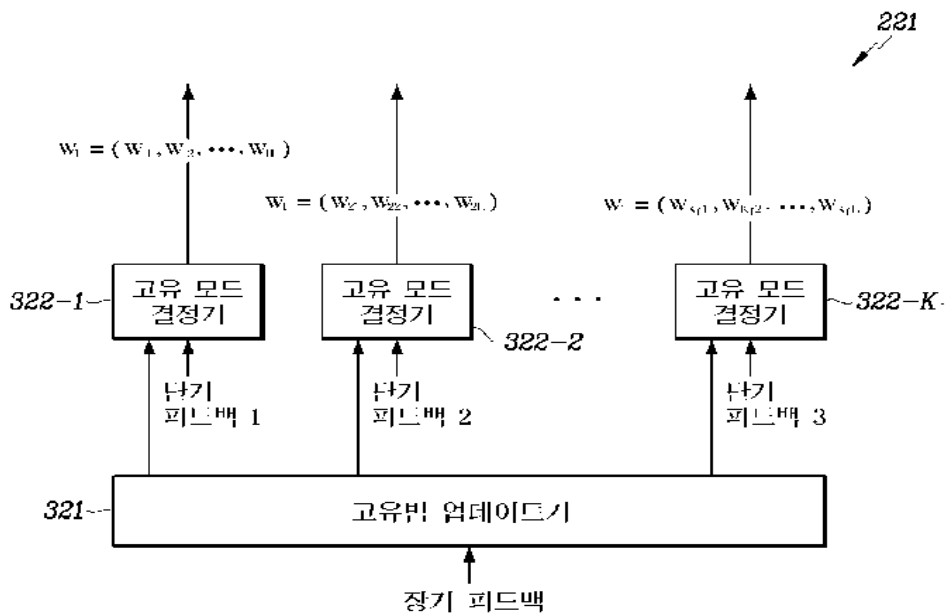 221
W₁ = ( W₁₁, W₁₂, •••, W₁L )
= ( W₂₁, W₂₂, •••, W₂L )
고유 모드
결정기
고유 모드
결정기
고유 모드
결정기
322-1
322-2
• • •
322-K
단기
피드백 1
단기
피드백 2
단기
피드백 3
321
고유빔 업데이트기
장기 피드백